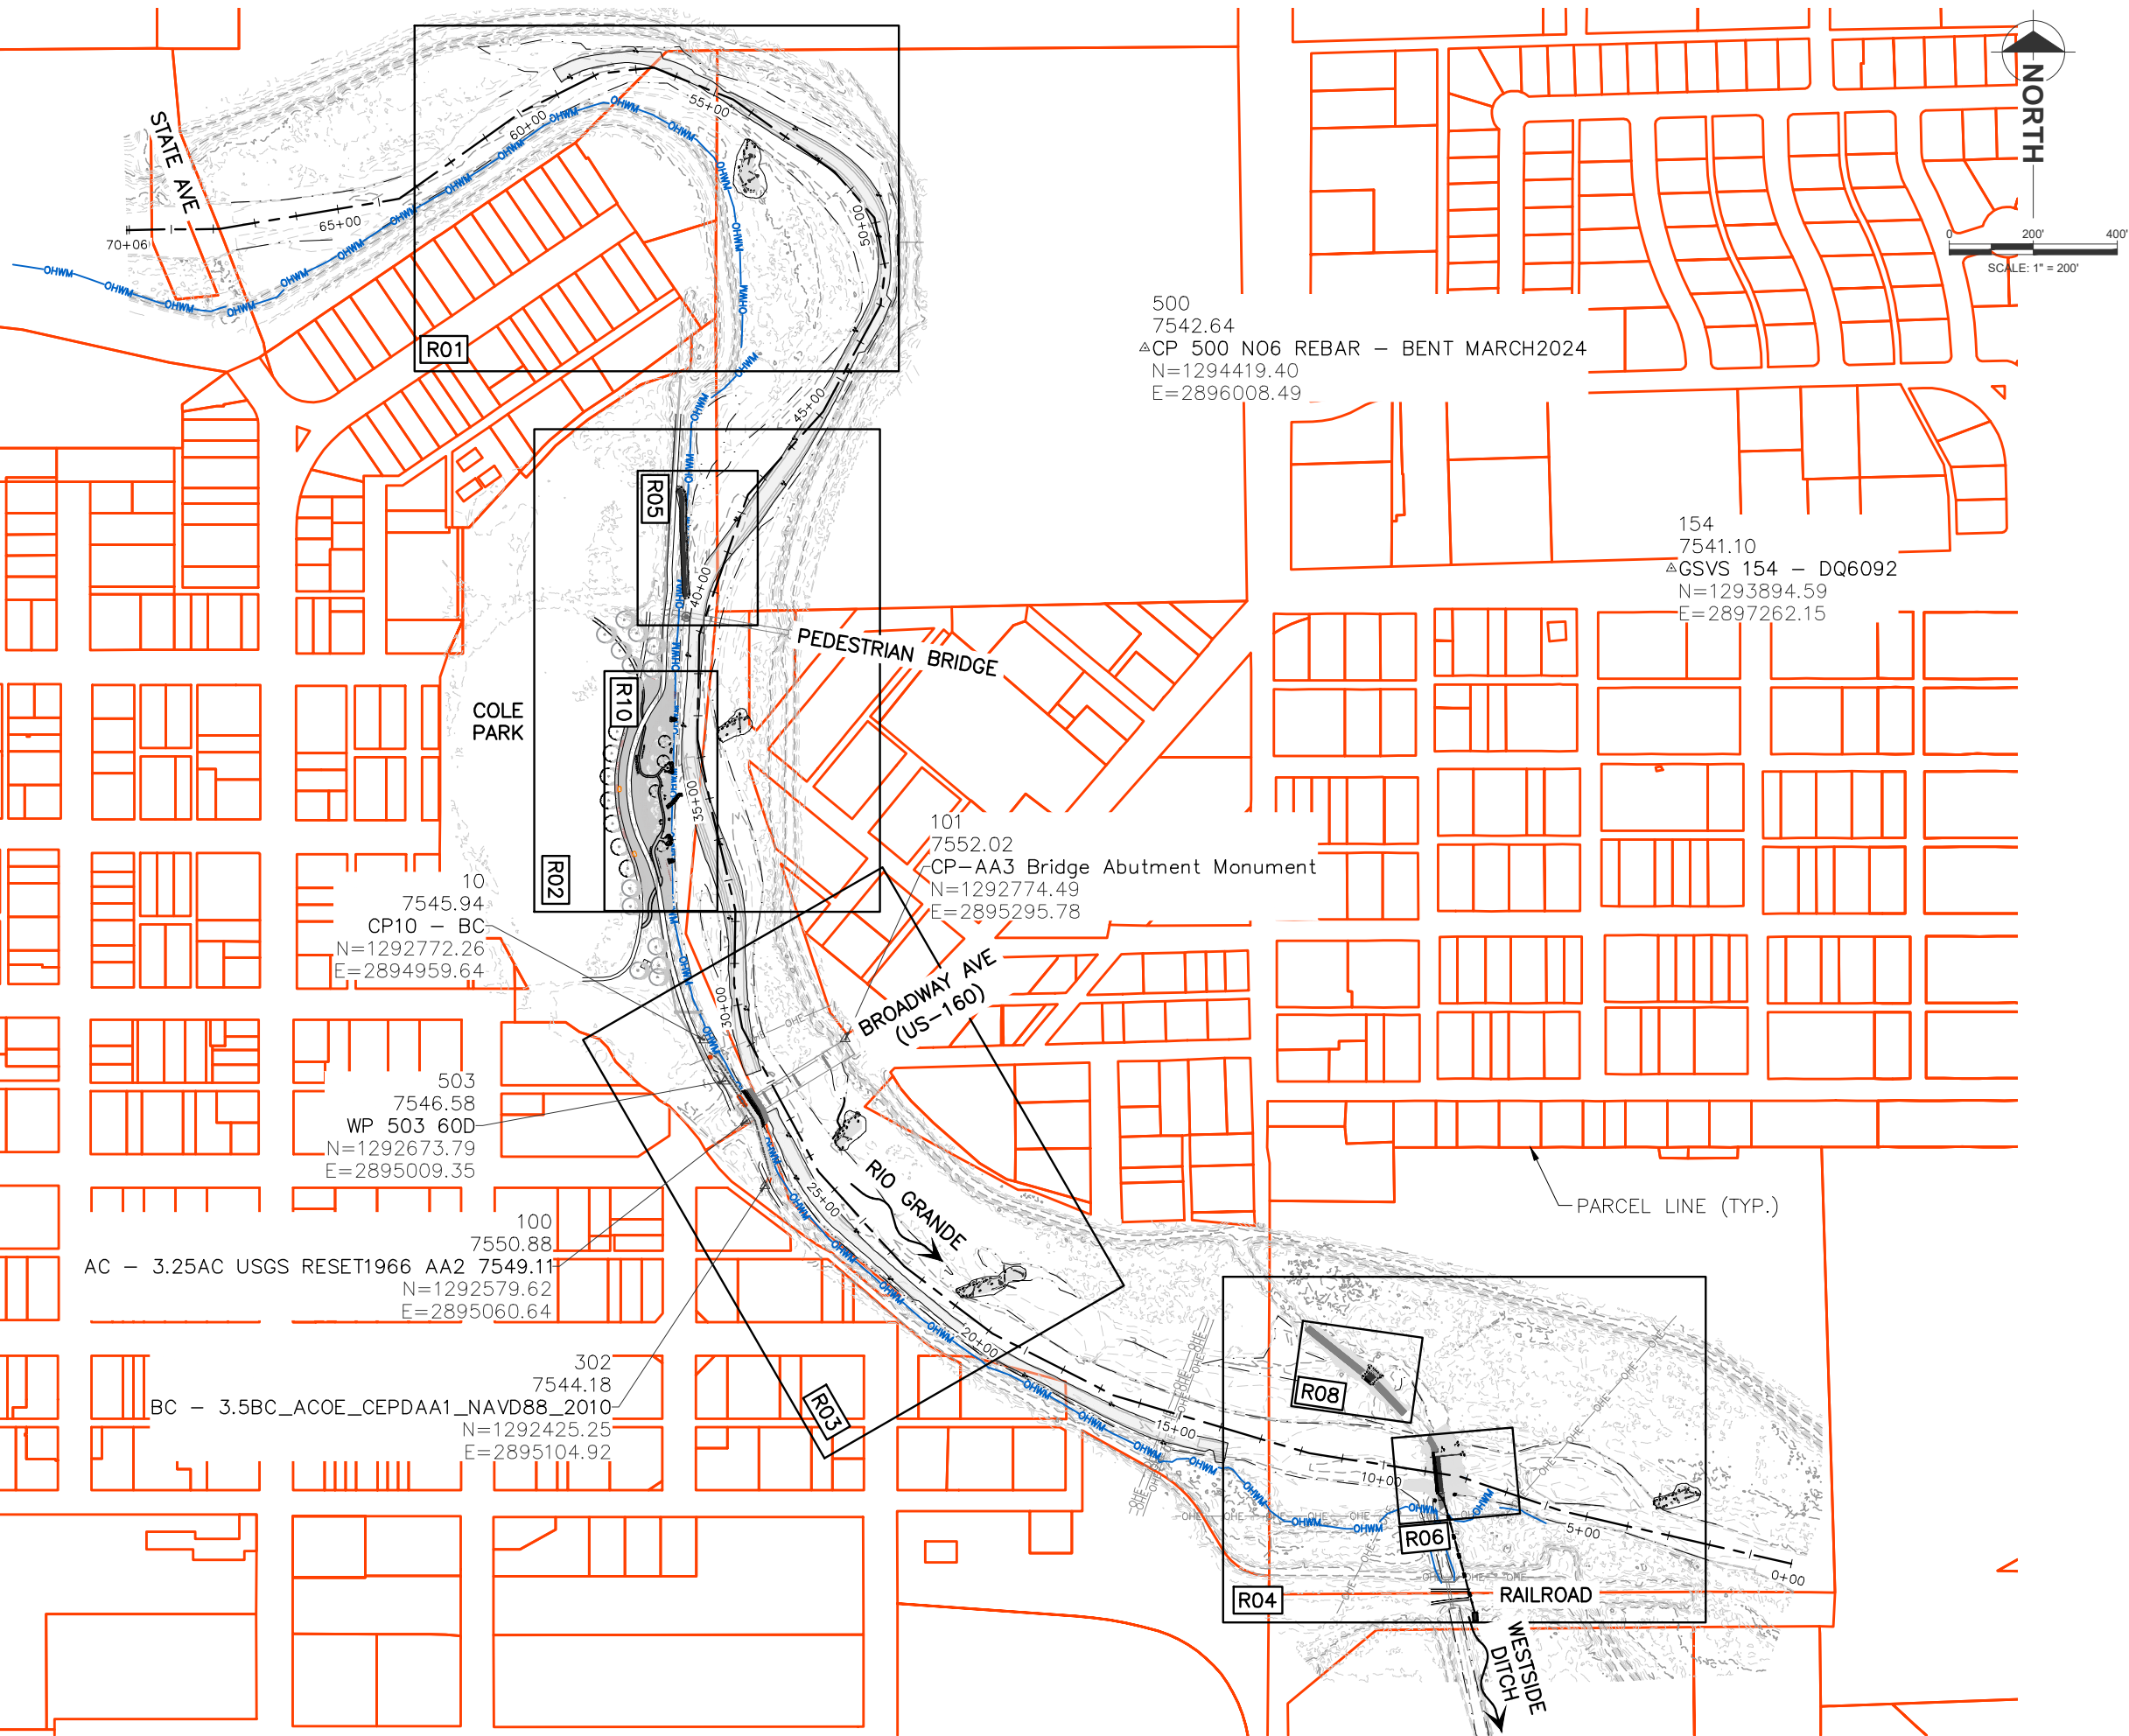 NORTH
0 200' 400'
SCALE: 1" = 200'
STATE AVE
70+06
65+00
60+00
55+00
50+00
45+00
40+00
35+00
30+00
25+00
20+00
15+00
10+00
5+00
0+00
OHWM
OHE
R01
R05
R10
R02
R03
R08
R06
R04
500
7542.64
CP 500 NO6 REBAR – BENT MARCH2024
N=1294419.40
E=2896008.49
154
7541.10
GSVS 154 – DQ6092
N=1293894.59
E=2897262.15
PEDESTRIAN BRIDGE
COLE
PARK
101
7552.02
CP–AA3 Bridge Abutment Monument
N=1292774.49
E=2895295.78
10
7545.94
CP10 – BC
N=1292772.26
E=2894959.64
BROADWAY AVE
(US–160)
503
7546.58
WP 503 60D
N=1292673.79
E=2895009.35
RIO GRANDE
PARCEL LINE (TYP.)
100
7550.88
AC – 3.25AC USGS RESET1966 AA2 7549.11
N=1292579.62
E=2895060.64
302
7544.18
BC – 3.5BC_ACOE_CEPDAA1_NAVD88_2010
N=1292425.25
E=2895104.92
RAILROAD
WESTSIDE
DITCH